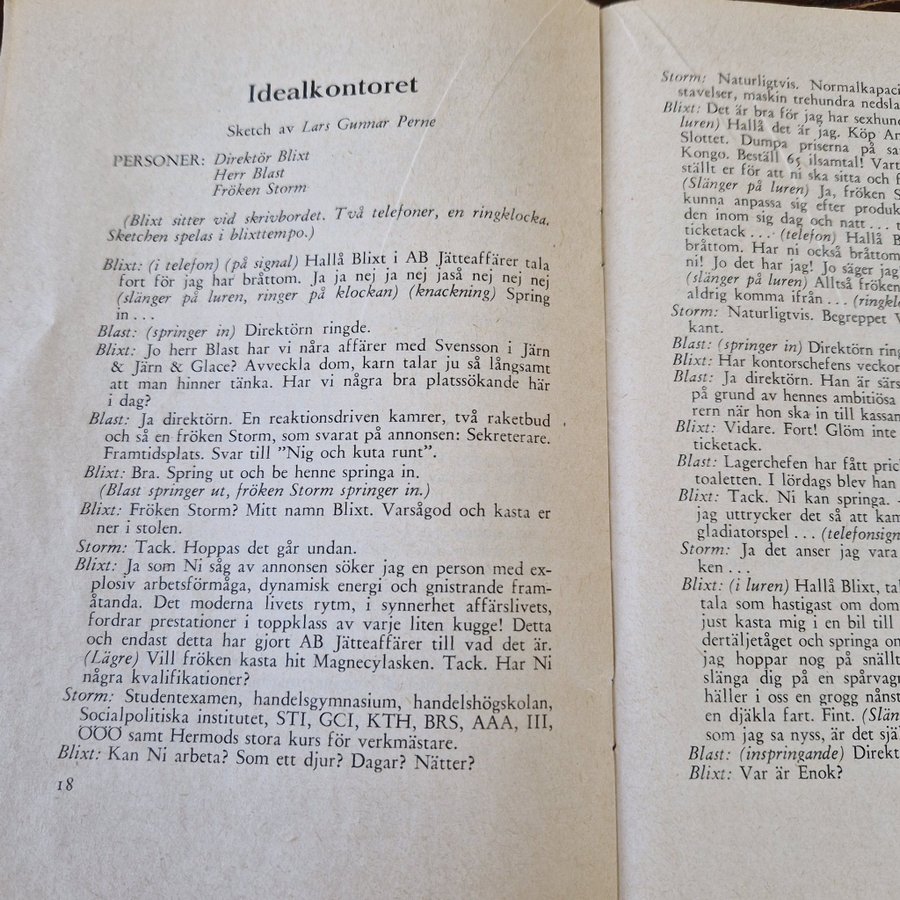 Idealkontoret
Sketch av Lars Gunnar Perne
PERSONER: Direktör Blixt
Herr Blast
Fröken Storm
(Blixt sitter vid skrivbordet. Två telefoner, en ringklocka.
Sketchen spelas i blixttempo.)
Blixt: (i telefon) (på signal) Hallå Blixt i AB Jätteaffärer tala
fort för jag har bråttom. Ja ja nej ja nej jaså nej nej nej
(slänger på luren, ringer på klockan) (knackning) Spring
in . . .
Blast: (springer in) Direktörn ringde.
Blixt: Jo herr Blast har vi nåra affärer med Svensson i Järn
& Järn & Glace? Avveckla dom, karn talar ju så långsamt
att man hinner tänka. Har vi några bra platssökande här
i dag?
Blast: Ja direktörn. En reaktionsdriven kamrer, två raketbud
och så en fröken Storm, som svarat på annonsen: Sekreterare.
Framtidsplats. Svar till ”Nig och kuta runt”.
Blixt: Bra. Spring ut och be henne springa in.
(Blast springer ut, fröken Storm springer in.)
Blixt: Fröken Storm? Mitt namn Blixt. Varsågod och kasta er
ner i stolen.
Storm: Tack. Hoppas det går undan.
Blixt: Ja som Ni såg av annonsen söker jag en person med ex-
plosiv arbetsförmåga, dynamisk energi och gnistrande fram-
åtanda. Det moderna livets rytm, i synnerhet affärslivets,
fordrar prestationer i toppklass av varje liten kugge! Detta
och endast detta har gjort AB Jätteaffärer till vad det är.
(Lägre) Vill fröken kasta hit Magnecylasken. Tack. Har Ni
några kvalifikationer?
Storm: Studentexamen, handelsgymnasium, handelshögskolan,
Socialpolitiska institutet, STI, GCI, KTH, BRS, AAA, III,
ÖÖÖ samt Hermods stora kurs för verkmästare.
Blixt: Kan Ni arbeta? Som ett djur? Dagar? Nätter?
18
Storm: Naturligtvis. Normalkapaci
stavelser, maskin trehundra nedsla
Blixt: Det är bra för jag har sexhun
luren) Hallå det är jag. Köp An
Slottet. Dumpa priserna på sa
Kongo. Beställ 65 ilsamtal! Vart
ställt er för att ni ska sitta och f
(Slänger på luren) Ja, fröken S
kunna anpassa sig efter produk
den inom sig dag och natt . . . t
ticketack . . . (telefon) Hallå B
bråttom. Har ni också bråttom
ni! Jo det har jag! Jo säger jag
(slänger på luren) Alltså fröken
aldrig komma ifrån . . . (ringklo
Storm: Naturligtvis. Begreppet V
kant.
Blast: (springer in) Direktörn ring
Blixt: Har kontorschefens veckor
Blast: Ja direktörn. Han är särs
på grund av hennes ambitiösa
rern när hon ska in till kassan
Blixt: Vidare. Fort! Glöm inte
ticketack.
Blast: Lagerchefen har fått pric
toaletten. I lördags blev han
Blixt: Tack. Ni kan springa. -
jag uttrycker det så att kam
gladiatorspel . . . (telefonsign
Storm: Ja det anser jag vara
ken . . .
Blixt: (i luren) Hallå Blixt, tal
tala som hastigast om dom
just kasta mig i en bil till
dertäljetåget och springa om
jag hoppar nog på snällt
slänga dig på en spårvagn
häller i oss en grogg nånst
en djäkla fart. Fint. (Slän
som jag sa nyss, är det sjä
Blast: (inspringande) Direkt
Blixt: Var är Enok?